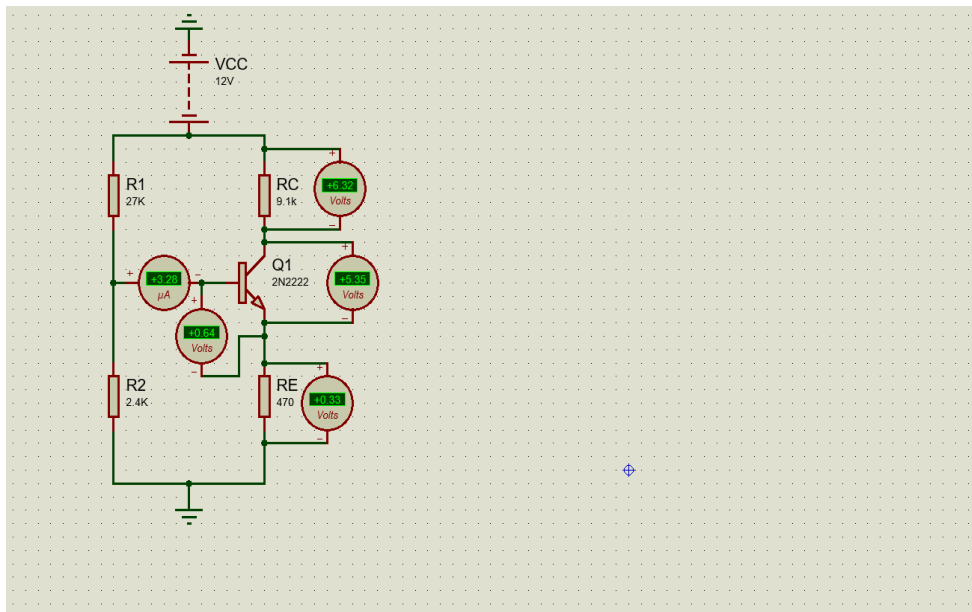 VCC
12V
R1
27K
RC
9.1k
+
+6.32
Volts
−
+
+3.28
µA
−
Q1
2N2222
+
+5.35
Volts
−
+
+0.64
Volts
−
R2
2.4K
RE
470
+
+0.33
Volts
−